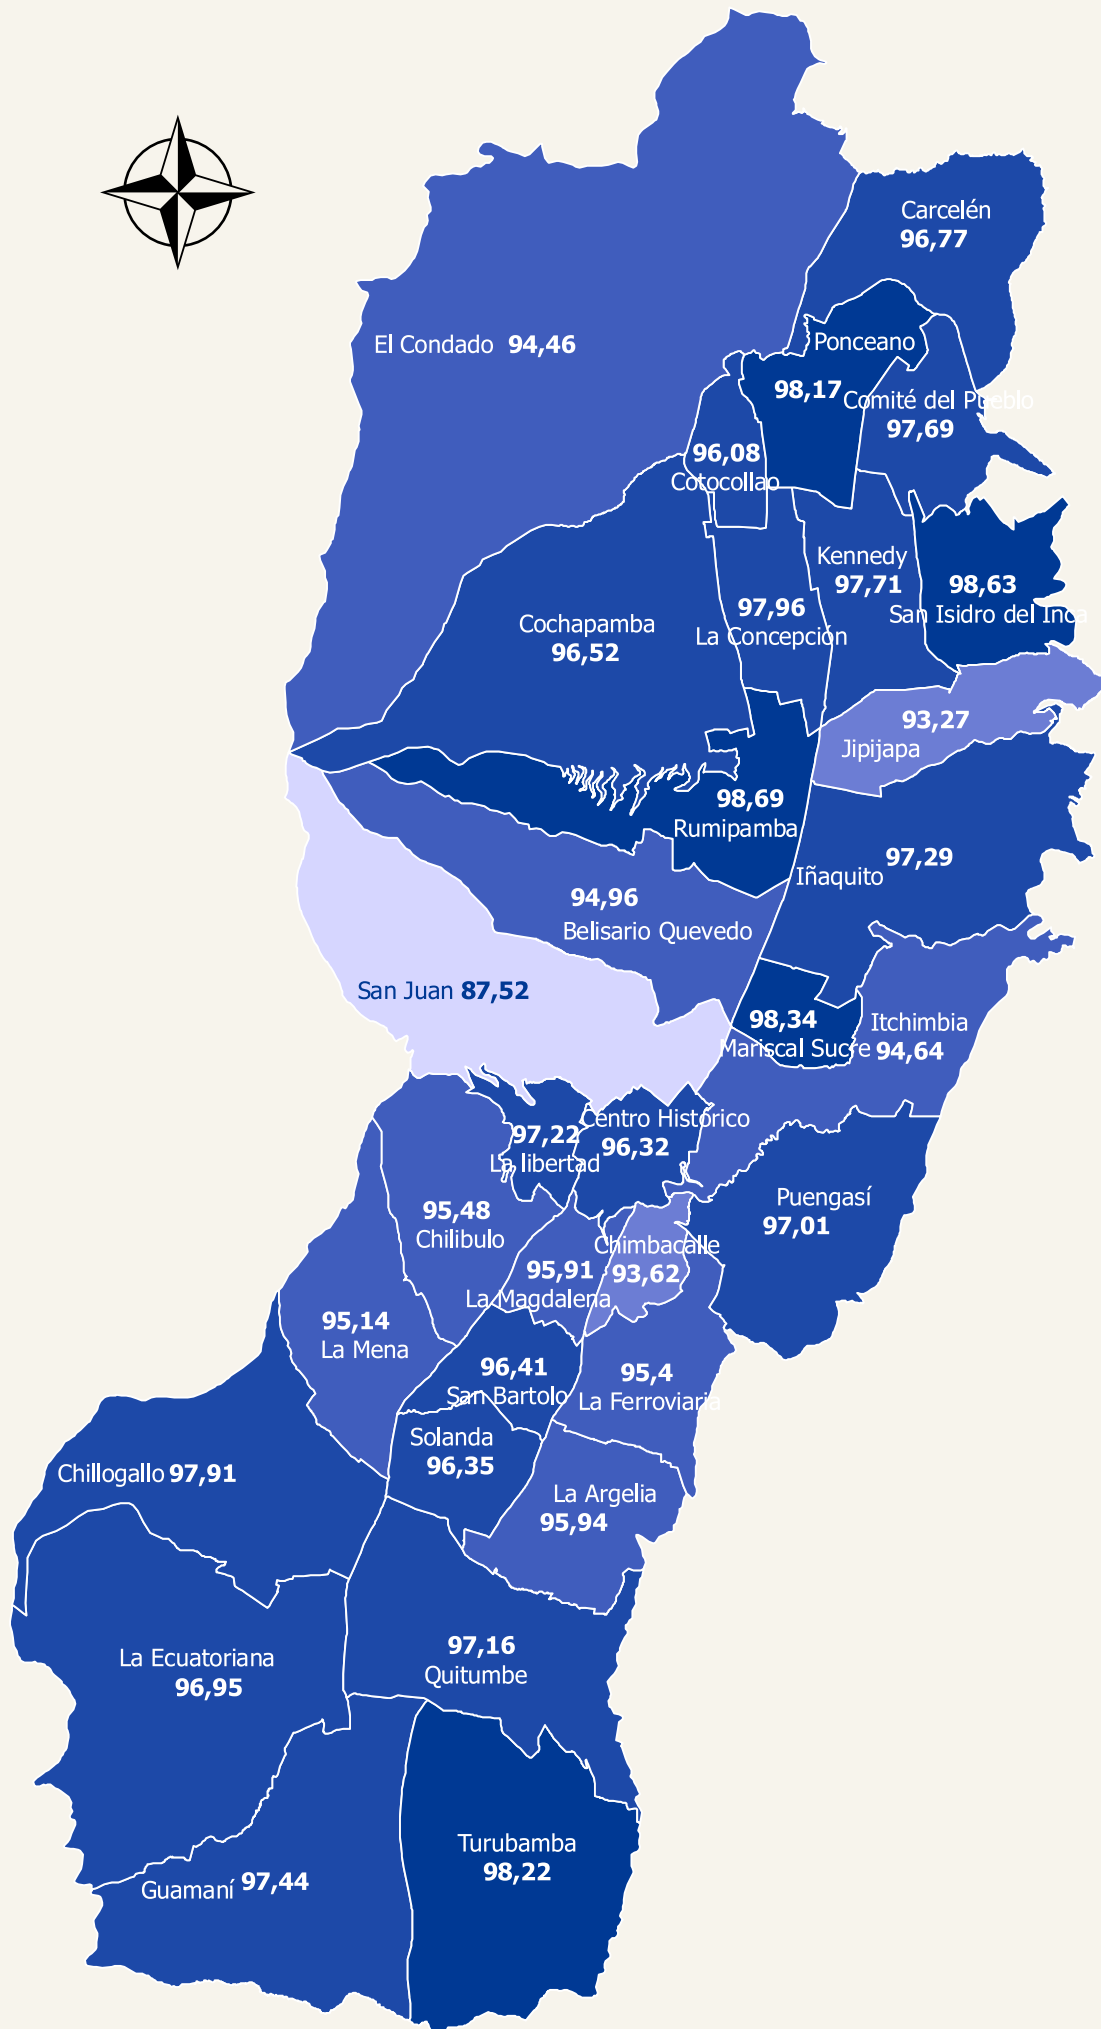 Carcelén
96,77
El Condado 94,46
Ponceano
98,17
Comité del Pueblo
97,69
96,08
Cotocollao
Kennedy
97,71
98,63
San Isidro del Inca
97,96
La Concepción
Cochapamba
96,52
93,27
Jipijapa
98,69
Rumipamba
97,29
Iñaquito
94,96
Belisario Quevedo
San Juan 87,52
98,34
Mariscal Sucre
Itchimbia
94,64
Centro Histórico
96,32
97,22
La libertad
Puengasí
97,01
95,48
Chilibulo
Chimbacalle
93,62
95,91
La Magdalena
95,14
La Mena
96,41
San Bartolo
95,4
La Ferroviaria
Solanda
96,35
Chillogallo 97,91
La Argelia
95,94
97,16
Quitumbe
La Ecuatoriana
96,95
Turubamba
98,22
Guamaní 97,44